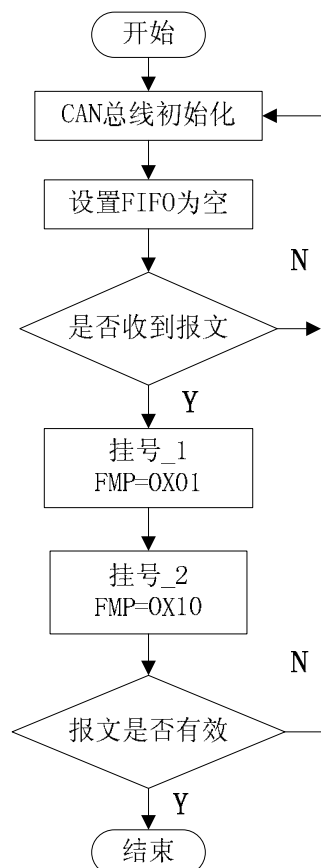 开始
CAN总线初始化
设置FIFO为空
N
是否收到报文
Y
挂号_1
FMP=0X01
挂号_2
FMP=0X10
N
报文是否有效
Y
结束